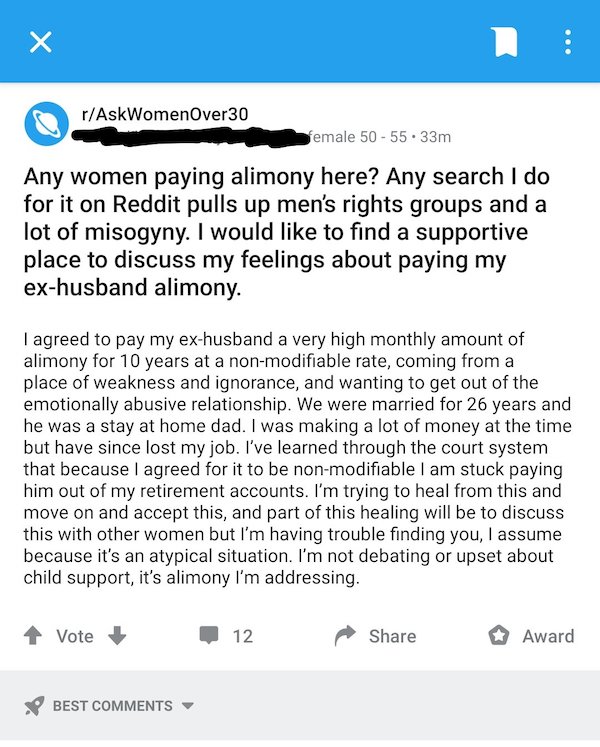 r/AskWomenOver30
female 50 - 55 • 33m
Any women paying alimony here? Any search I do
for it on Reddit pulls up men's rights groups and a
lot of misogyny. I would like to find a supportive
place to discuss my feelings about paying my
ex-husband alimony.
I agreed to pay my ex-husband a very high monthly amount of
alimony for 10 years at a non-modifiable rate, coming from a
place of weakness and ignorance, and wanting to get out of the
emotionally abusive relationship. We were married for 26 years and
he was a stay at home dad. I was making a lot of money at the time
but have since lost my job. I've learned through the court system
that because I agreed for it to be non-modifiable I am stuck paying
him out of my retirement accounts. I'm trying to heal from this and
move on and accept this, and part of this healing will be to discuss
this with other women but I'm having trouble finding you, I assume
because it's an atypical situation. I'm not debating or upset about
child support, it's alimony I'm addressing.
Vote 12 Share Award
BEST COMMENTS